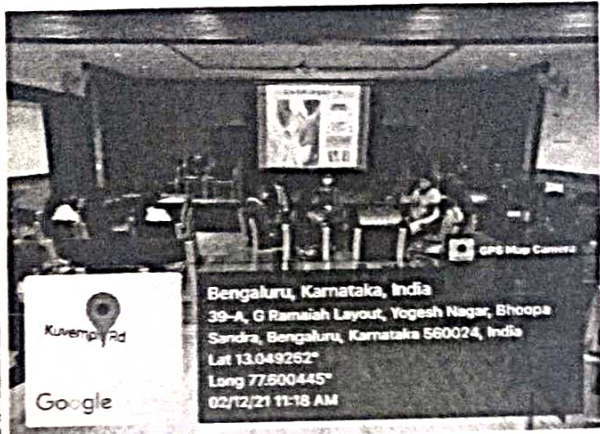 GPS Map Camera
Bengaluru, Karnataka, India
39-A, G Ramaiah Layout, Yogesh Nagar, Bhoopa
Sandra, Bengaluru, Karnataka 560024, India
Lat 13.049252°
Long 77.600445°
02/12/21 11:18 AM
Kuvempu Rd
Google